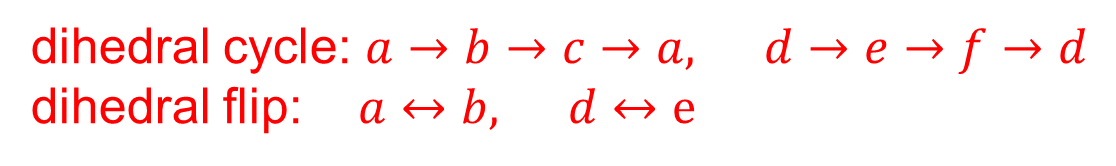 dihedral cycle: a → b → c → a, d → e → f → d
dihedral flip: a ↔ b, d ↔ e